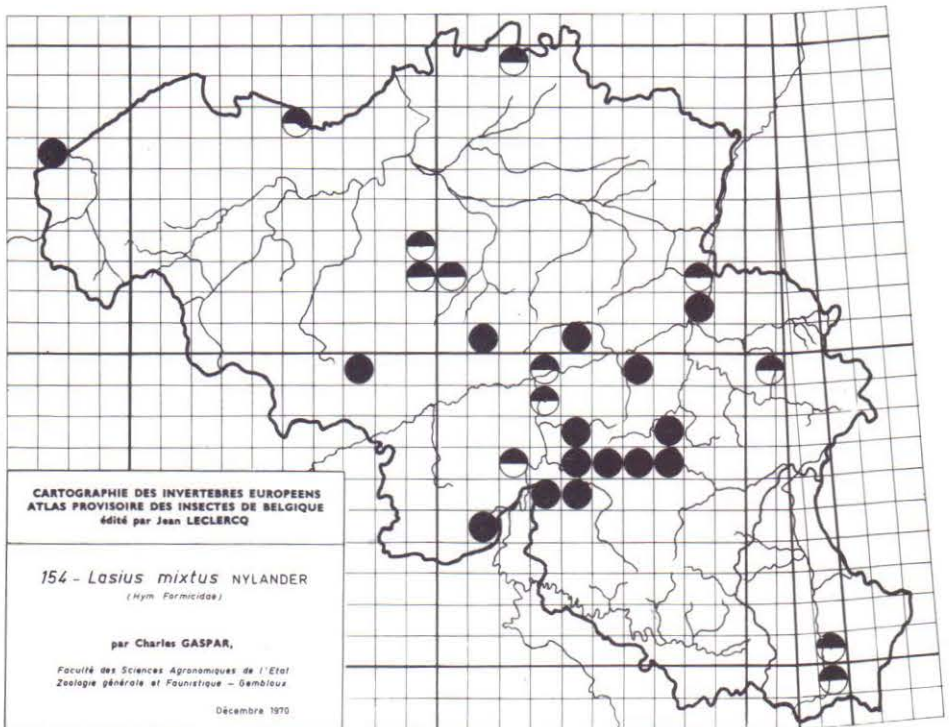 CARTOGRAPHIE DES INVERTEBRES EUROPEENS
ATLAS PROVISOIRE DES INSECTES DE BELGIQUE
édité par Jean LECLERCQ
154 - Lasius mixtus NYLANDER
(Hym Formicidae)
par Charles GASPAR,
Faculté des Sciences Agronomiques de l'Etat
Zoologie générale et Faunistique - Gembloux
Décembre 1970